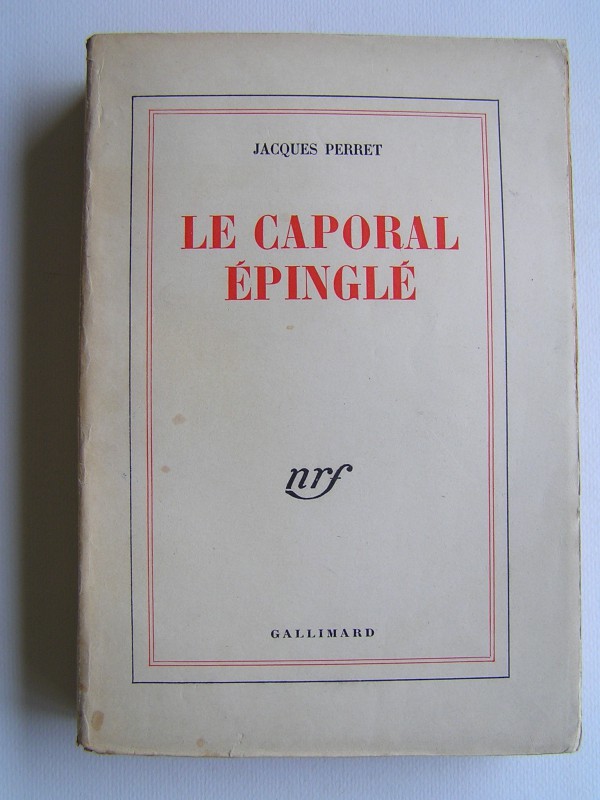 JACQUES PERRET
LE CAPORAL
ÉPINGLÉ
nrf
GALLIMARD